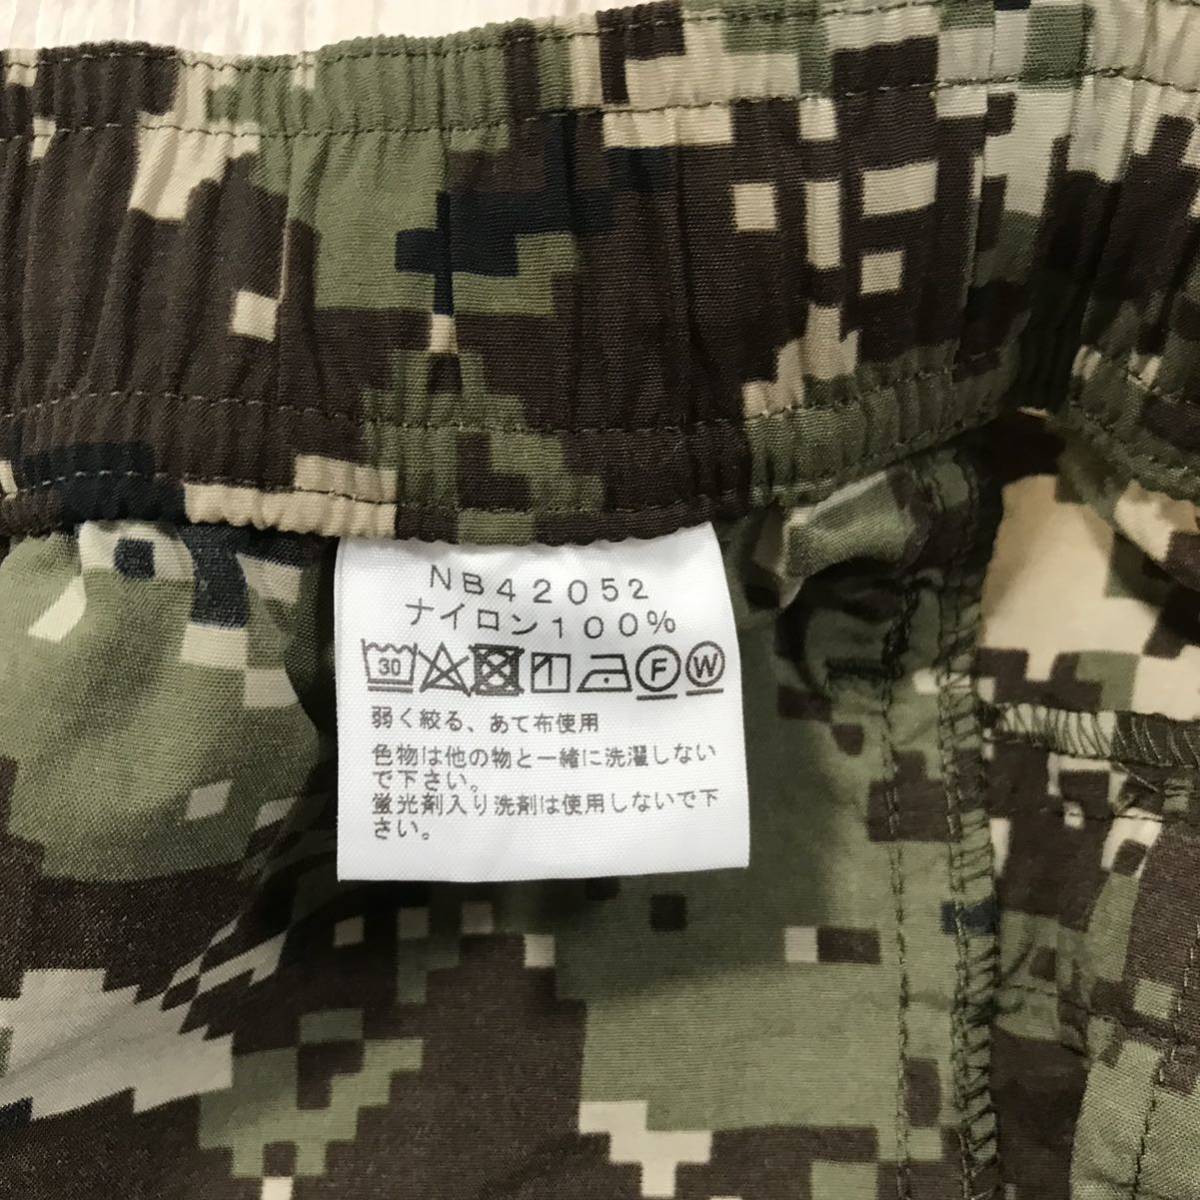 NB42052
ナイロン100%
30 F W
弱く絞る、あて布使用
色物は他の物と一緒に洗濯しない
で下さい。
蛍光剤入り洗剤は使用しないで下
さい。